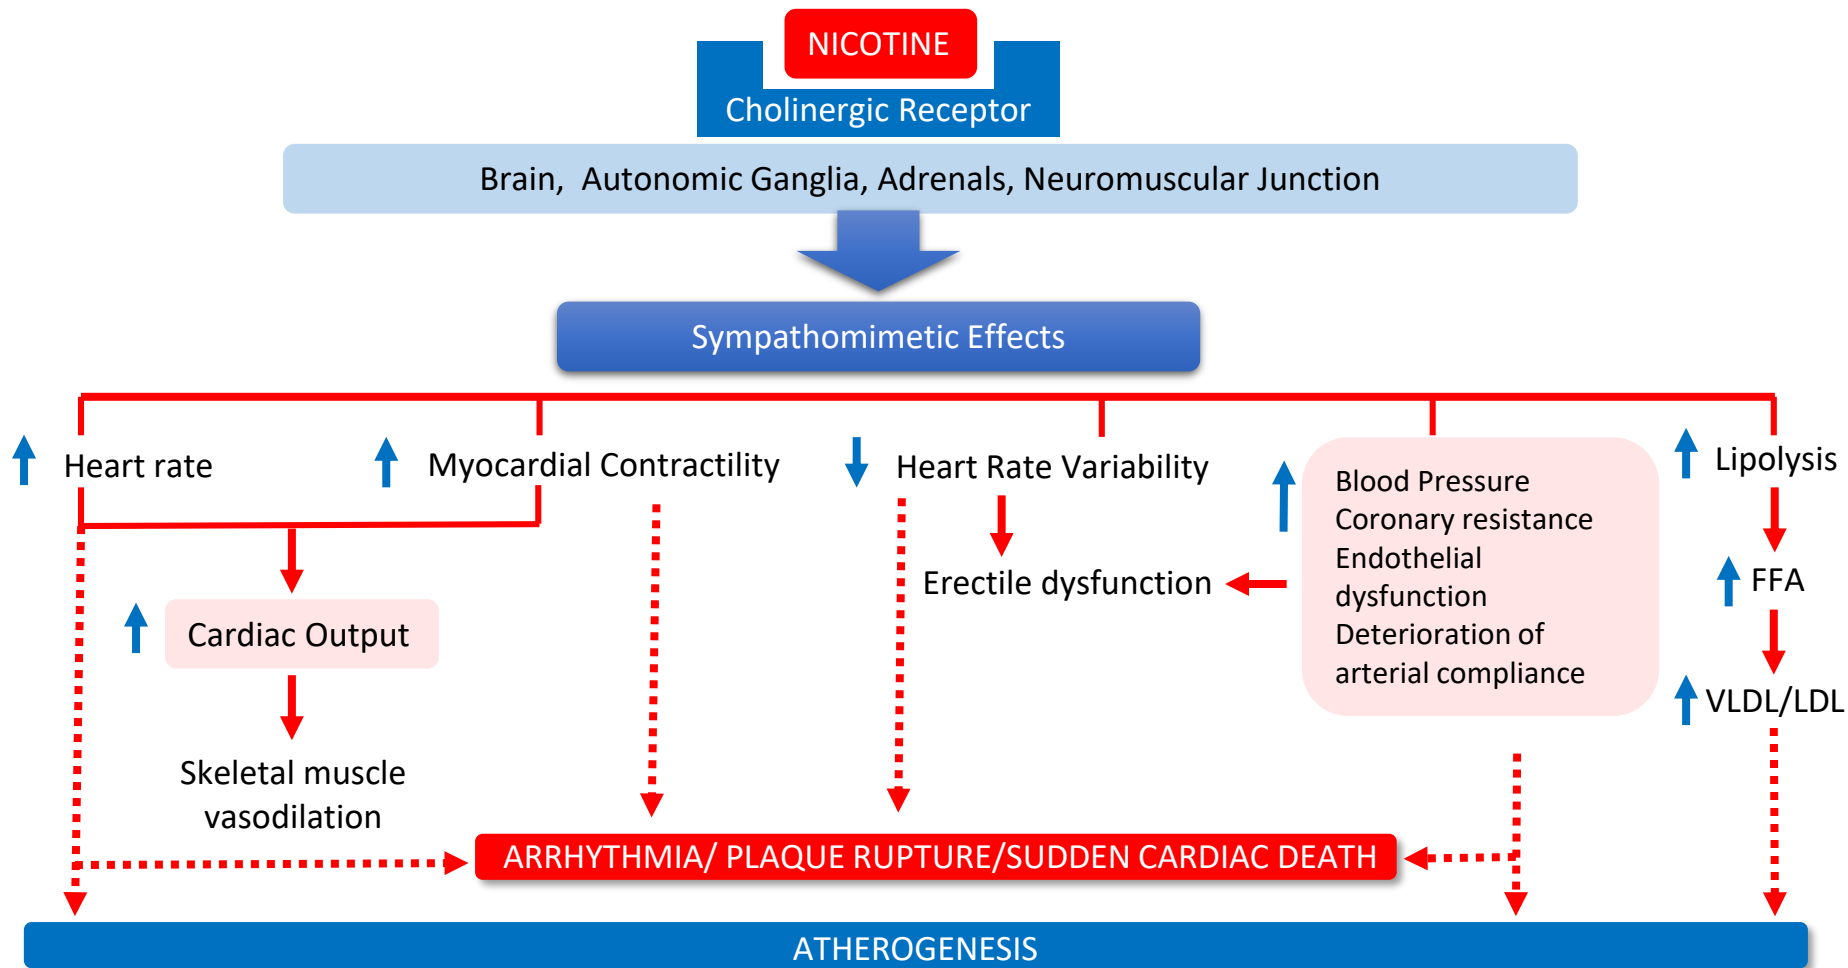 NICOTINE
Cholinergic Receptor
Brain, Autonomic Ganglia, Adrenals, Neuromuscular Junction
Sympathomimetic Effects
Heart rate
Myocardial Contractility
Heart Rate Variability
Blood Pressure
Coronary resistance
Endothelial
dysfunction
Deterioration of
arterial compliance
Lipolysis
Erectile dysfunction
FFA
Cardiac Output
VLDL/LDL
Skeletal muscle
vasodilation
ARRHYTHMIA/ PLAQUE RUPTURE/SUDDEN CARDIAC DEATH
ATHEROGENESIS